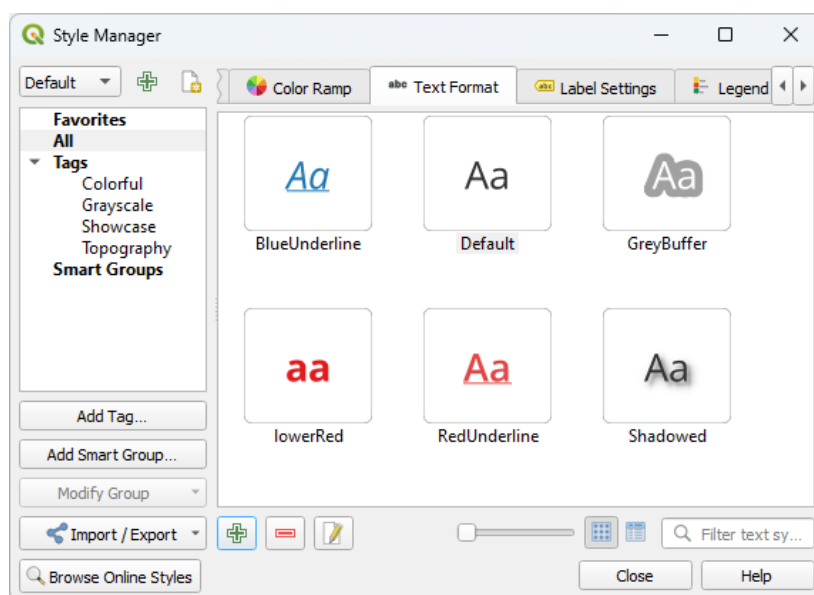 Style Manager
Default
Color Ramp
abc Text Format
abc Label Settings
Legend
Favorites
All
Tags
Colorful
Grayscale
Showcase
Topography
Smart Groups
Aa
BlueUnderline
Aa
Default
Aa
GreyBuffer
aa
lowerRed
Aa
RedUnderline
Aa
Shadowed
Add Tag...
Add Smart Group...
Modify Group
Import / Export
Filter text sy...
Browse Online Styles
Close
Help